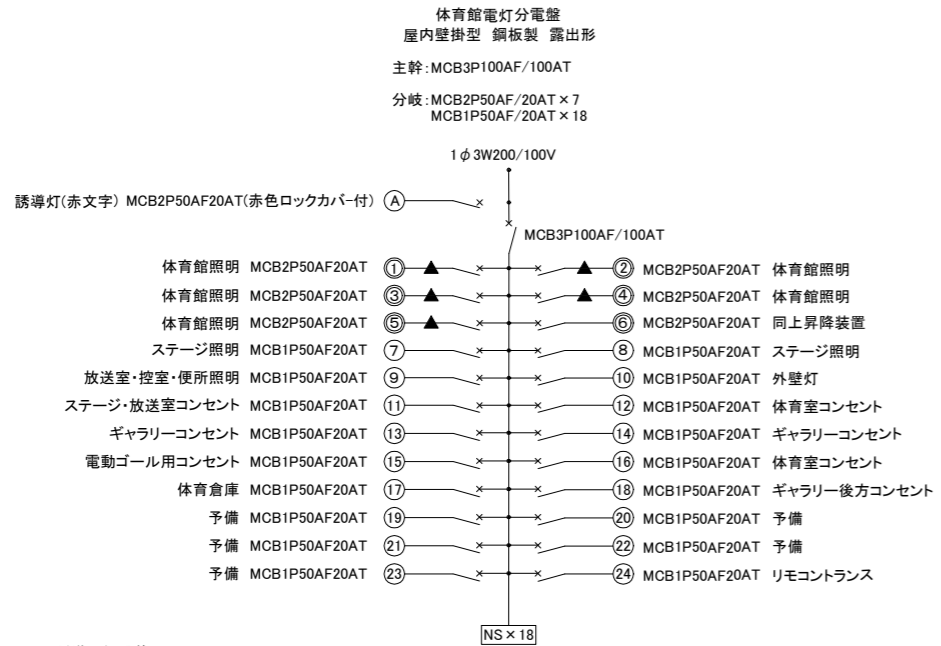 体育館電灯分電盤
屋内壁掛型 鋼板製 露出形
主幹:MCB3P100AF/100AT
分岐:MCB2P50AF/20AT×7
MCB1P50AF/20AT×18
1φ3W200/100V
誘導灯(赤文字) MCB2P50AF20AT(赤色ロックカバー付) A
MCB3P100AF/100AT
体育館照明 MCB2P50AF20AT ① ② MCB2P50AF20AT 体育館照明
体育館照明 MCB2P50AF20AT ③ ④ MCB2P50AF20AT 体育館照明
体育館照明 MCB2P50AF20AT ⑤ ⑥ MCB2P50AF20AT 同上昇降装置
ステージ照明 MCB1P50AF20AT ⑦ ⑧ MCB1P50AF20AT ステージ照明
放送室・控室・便所照明 MCB1P50AF20AT ⑨ ⑩ MCB1P50AF20AT 外壁灯
ステージ・放送室コンセント MCB1P50AF20AT ⑪ ⑫ MCB1P50AF20AT 体育室コンセント
ギャラリーコンセント MCB1P50AF20AT ⑬ ⑭ MCB1P50AF20AT ギャラリーコンセント
電動ゴール用コンセント MCB1P50AF20AT ⑮ ⑯ MCB1P50AF20AT 体育室コンセント
体育倉庫 MCB1P50AF20AT ⑰ ⑱ MCB1P50AF20AT ギャラリー後方コンセント
予備 MCB1P50AF20AT ⑲ ⑳ MCB1P50AF20AT 予備
予備 MCB1P50AF20AT ㉑ ㉒ MCB1P50AF20AT 予備
予備 MCB1P50AF20AT ㉓ ㉔ MCB1P50AF20AT リモコントランス
NS×18